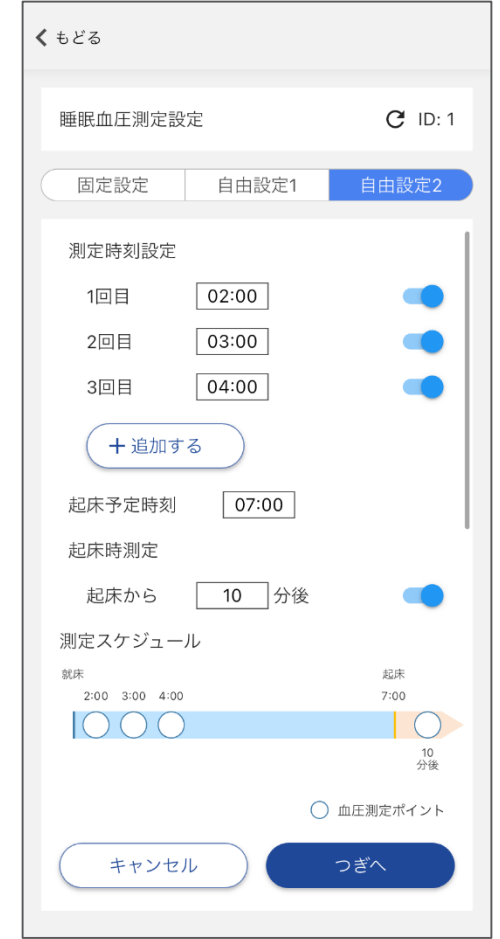 もどる
睡眠血圧測定設定 ID: 1
固定設定 自由設定1 自由設定2
測定時刻設定
1回目 02:00
2回目 03:00
3回目 04:00
+ 追加する
起床予定時刻 07:00
起床時測定
起床から 10 分後
測定スケジュール
就床 起床
2:00 3:00 4:00 7:00
10
分後
血圧測定ポイント
キャンセル つぎへ